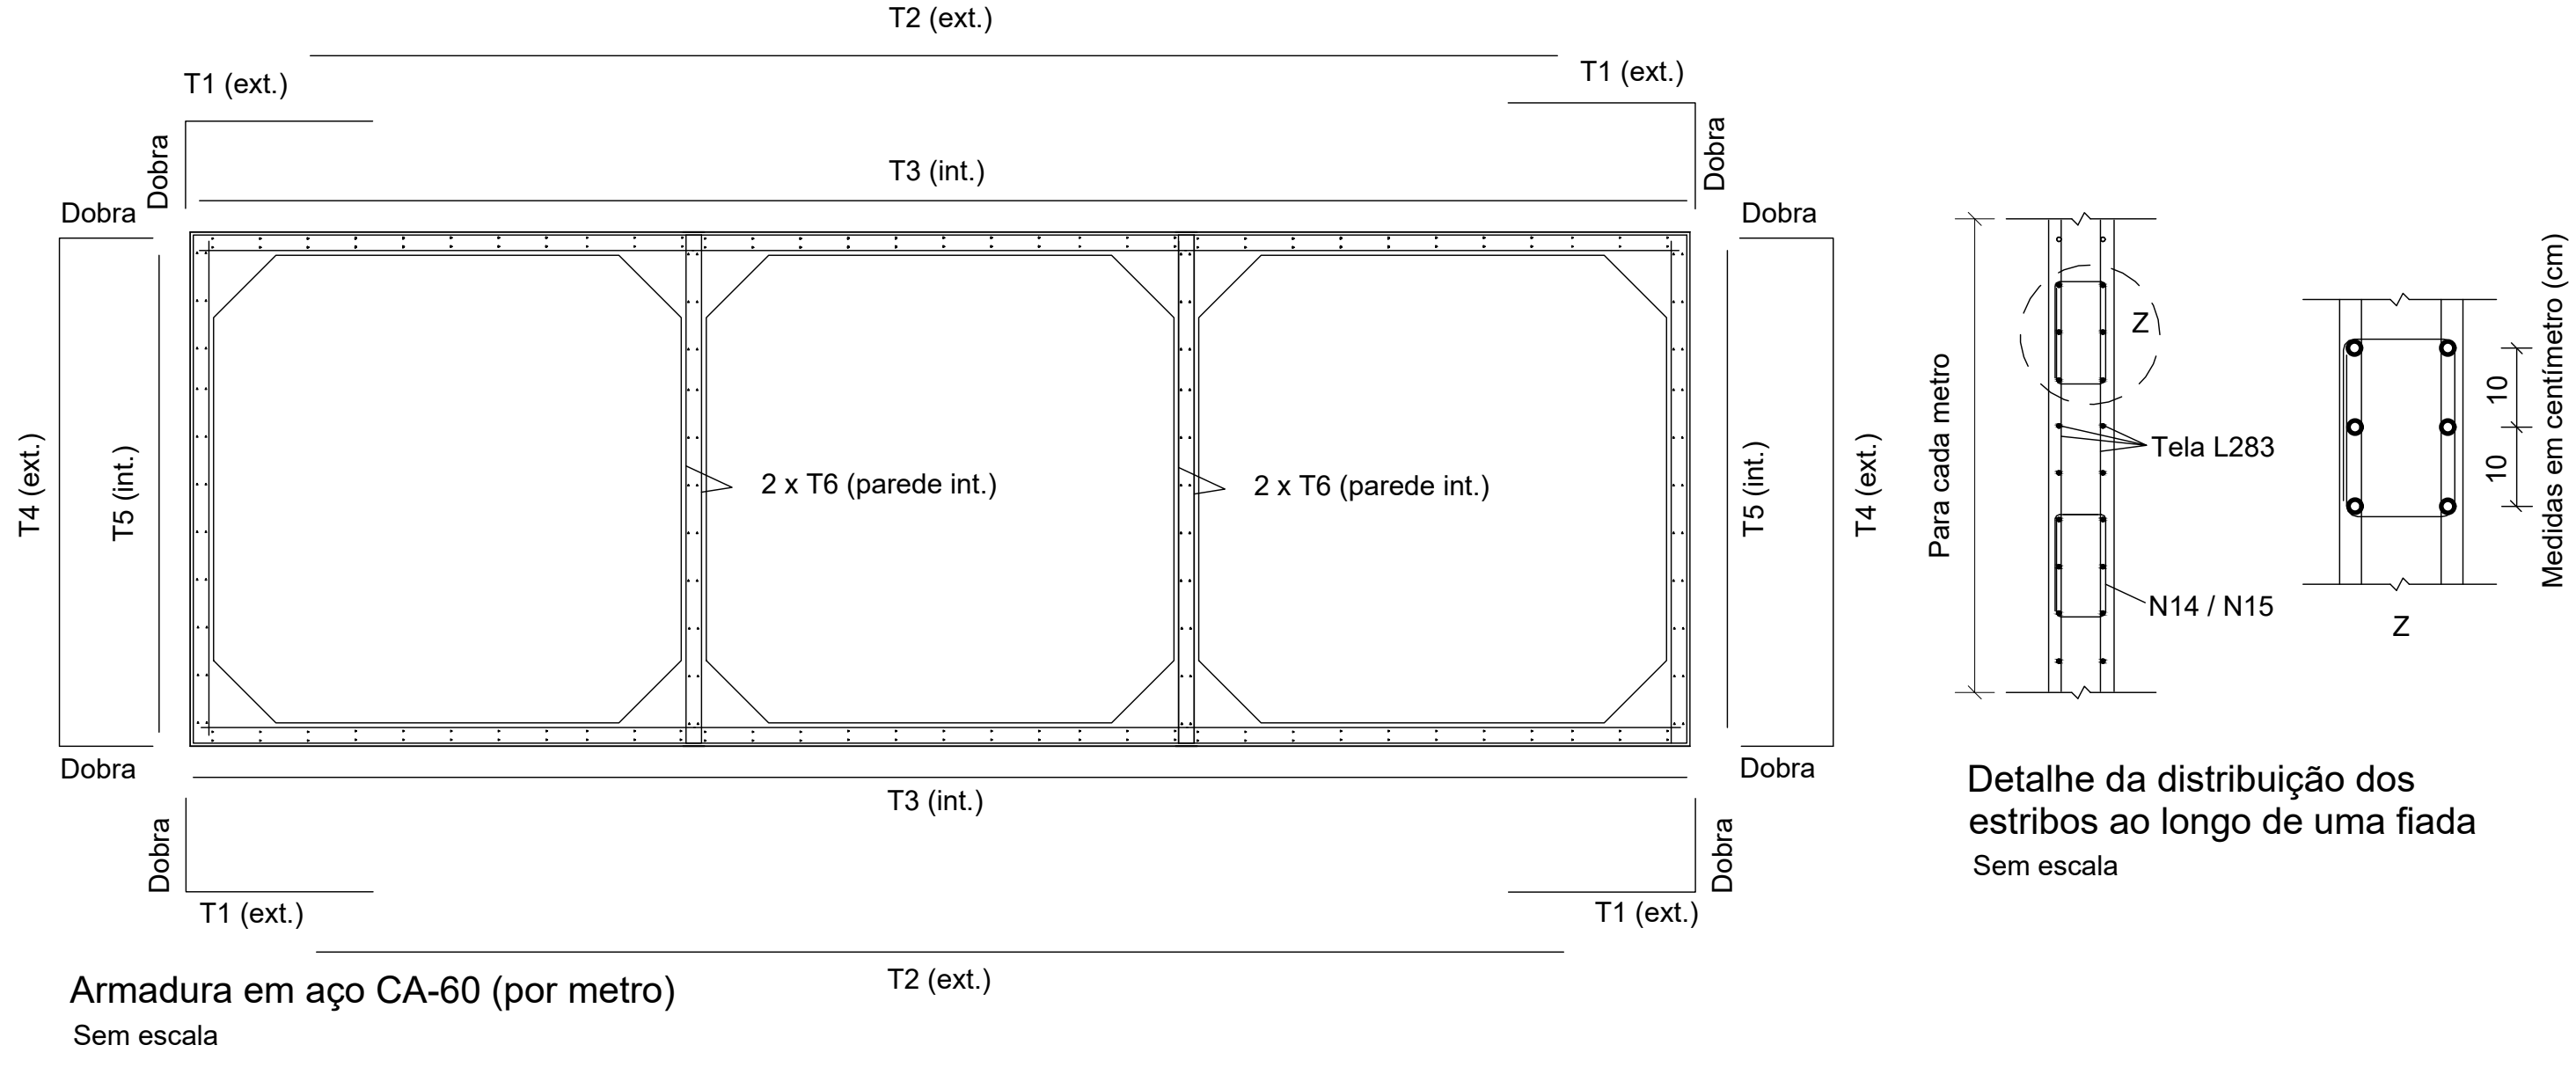 T2 (ext.)
T1 (ext.)
T1 (ext.)
Dobra
Dobra
T3 (int.)
Dobra
Dobra
T4 (ext.)
T5 (int.)
2 x T6 (parede int.)
2 x T6 (parede int.)
T5 (int.)
T4 (ext.)
Dobra
Dobra
T3 (int.)
Dobra
Dobra
T1 (ext.)
T1 (ext.)
T2 (ext.)
Armadura em aço CA-60 (por metro)
Sem escala
Para cada metro
Z
Tela L283
N14 / N15
10
10
Medidas em centímetro (cm)
Z
Detalhe da distribuição dos
estribos ao longo de uma fiada
Sem escala